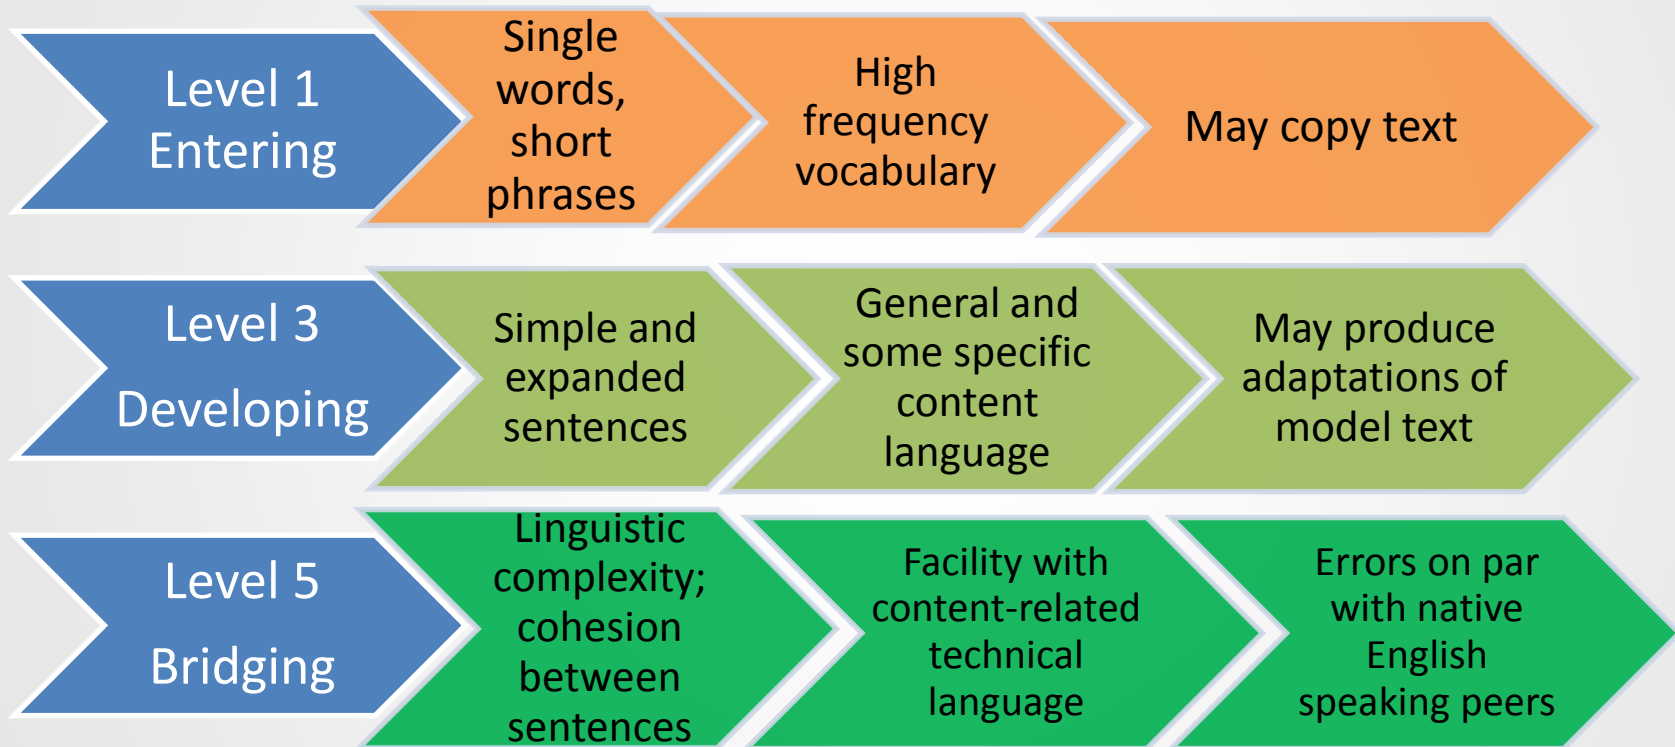 Level 1
Entering
Single
words,
short
phrases
High
frequency
vocabulary
May copy text
Level 3
Developing
Simple and
expanded
sentences
General and
some specific
content
language
May produce
adaptations of
model text
Level 5
Bridging
Linguistic
complexity;
cohesion
between
sentences
Facility with
content-related
technical
language
Errors on par
with native
English
speaking peers